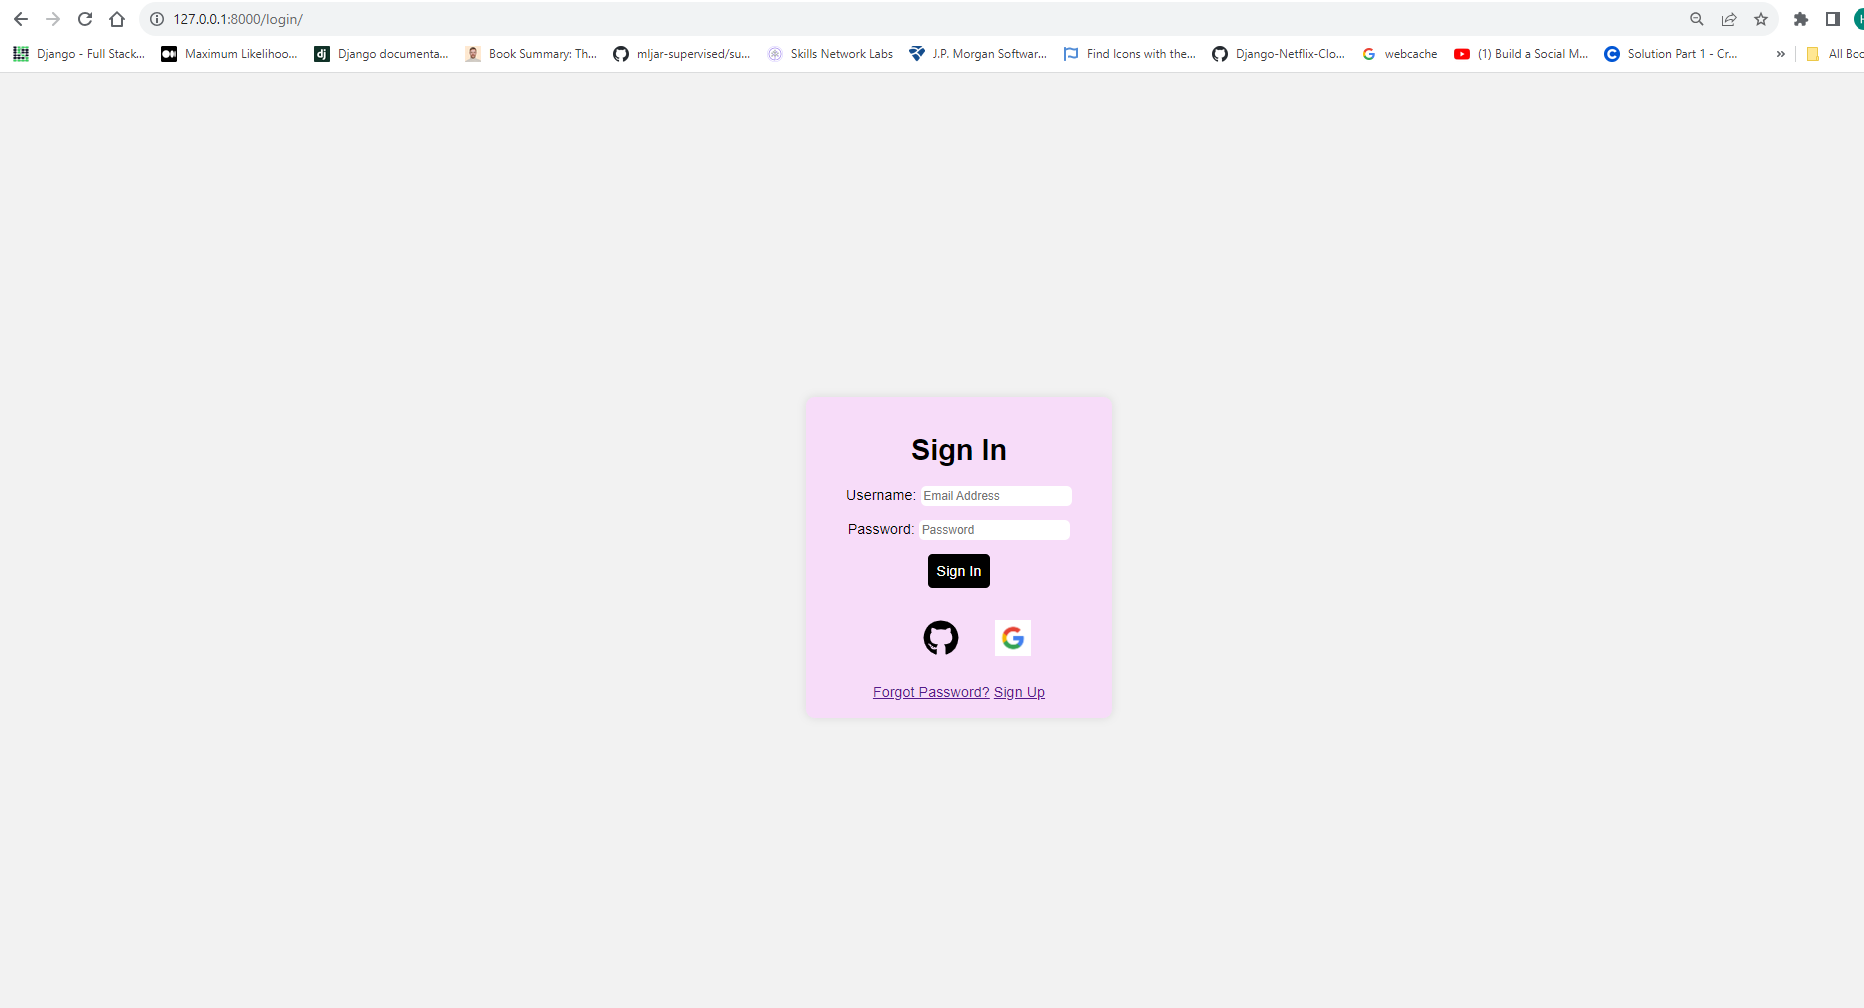 127.0.0.1:8000/login/
Django - Full Stack... Maximum Likelihoo... Django documenta... Book Summary: Th... mljar-supervised/su... Skills Network Labs J.P. Morgan Softwar... Find Icons with the... Django-Netflix-Clo... webcache (1) Build a Social M... Solution Part 1 - Cr... » All Boo
Sign In
Username: Email Address
Password: Password
Sign In
Forgot Password? Sign Up